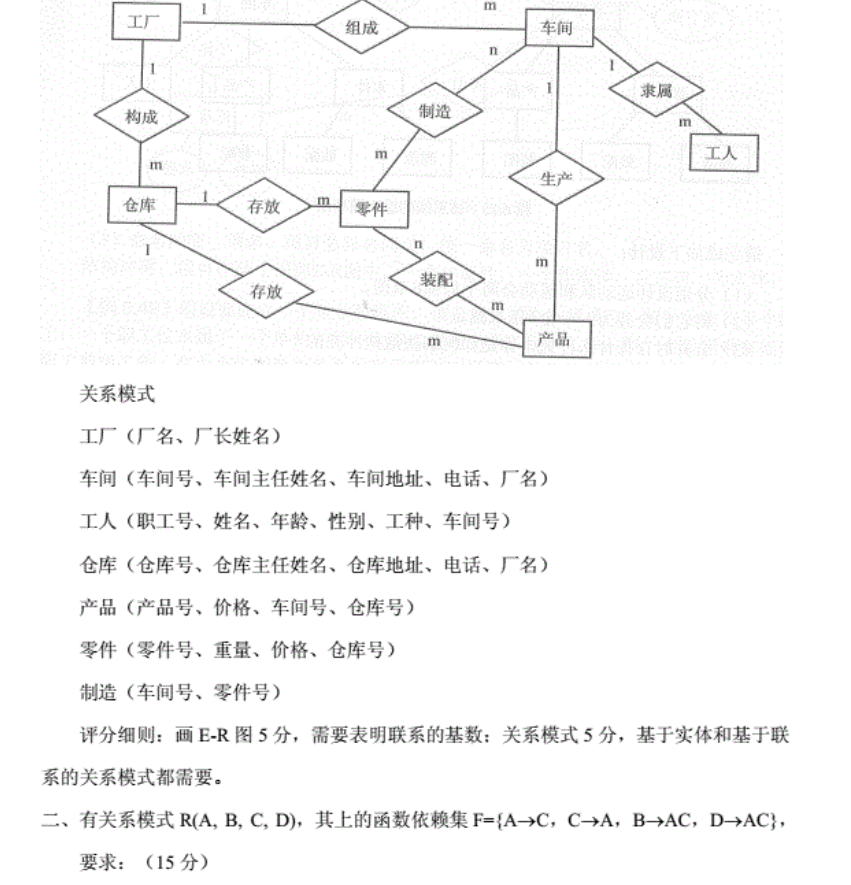 工厂 1 组成 m 车间
n
1 1 1 隶属
构成 制造 m
m m 工人
生产
仓库 1 存放 m 零件
1 n
m
存放 装配
m
m 产品
关系模式
工厂（厂名、厂长姓名）
车间（车间号、车间主任姓名、车间地址、电话、厂名）
工人（职工号、姓名、年龄、性别、工种、车间号）
仓库（仓库号、仓库主任姓名、仓库地址、电话、厂名）
产品（产品号、价格、车间号、仓库号）
零件（零件号、重量、价格、仓库号）
制造（车间号、零件号）
评分细则：画 E-R 图 5 分，需要表明联系的基数；关系模式 5 分，基于实体和基于联
系的关系模式都需要。
二、有关系模式 R(A, B, C, D)，其上的函数依赖集 F={A→C，C→A，B→AC，D→AC}，
要求：（15 分）